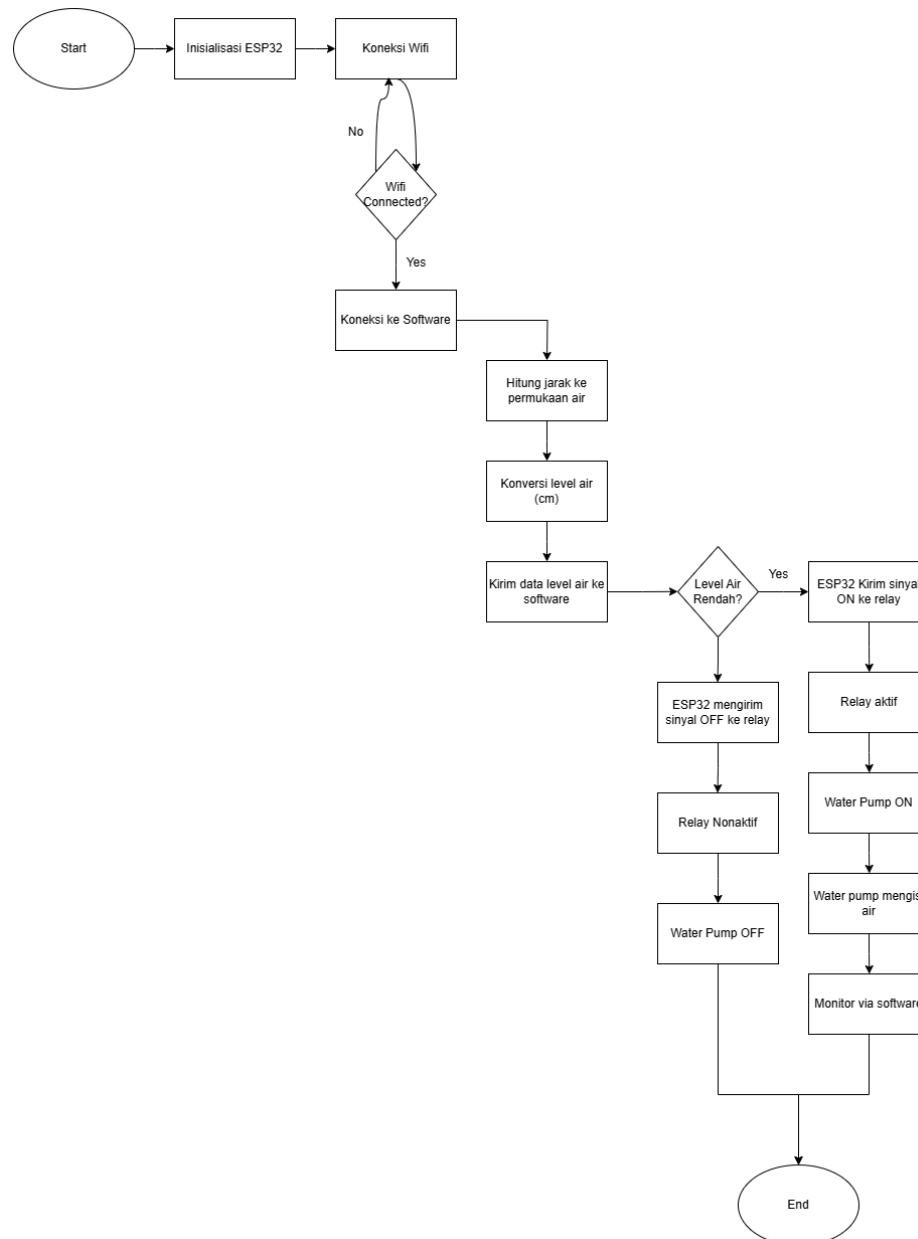 Start
Inisialisasi ESP32
Koneksi Wifi
No
Wifi
Connected?
Yes
Koneksi ke Software
Hitung jarak ke
permukaan air
Konversi level air
(cm)
Kirim data level air ke
software
Level Air
Rendah?
Yes
ESP32 Kirim sinyal
ON ke relay
ESP32 mengirim
sinyal OFF ke relay
Relay aktif
Relay Nonaktif
Water Pump ON
Water Pump OFF
Water pump mengisi
air
Monitor via software
End